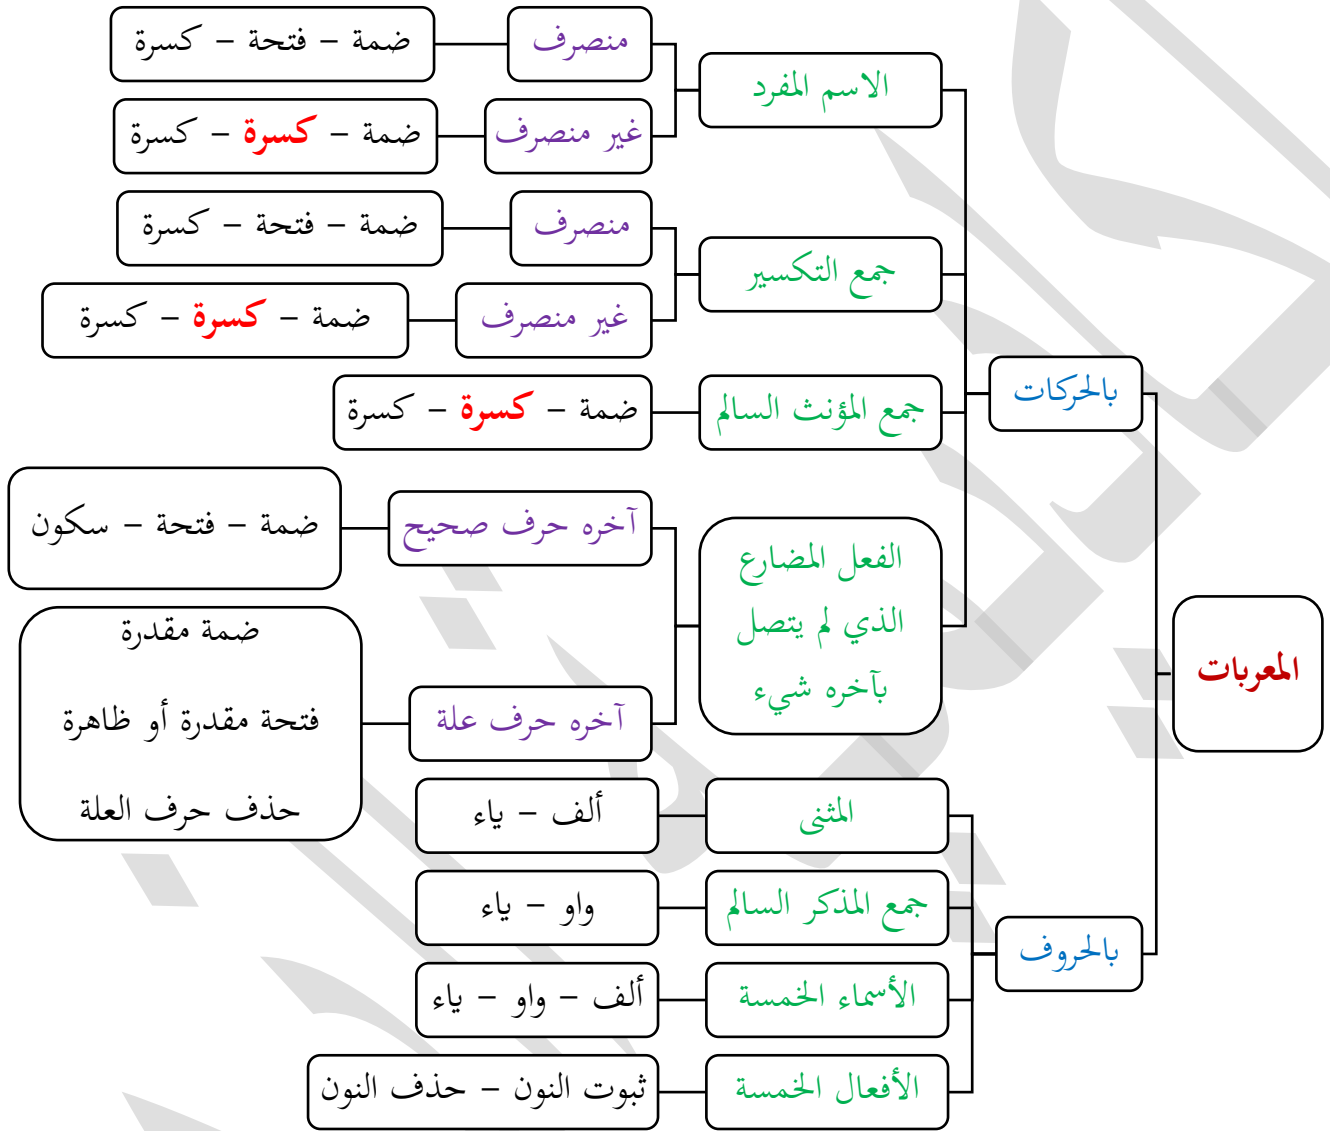 المعربات
بالحركات
الاسم المفرد
منصرف
ضمة – فتحة – كسرة
غير منصرف
ضمة – كسرة – كسرة
جمع التكسير
منصرف
ضمة – فتحة – كسرة
غير منصرف
ضمة – كسرة – كسرة
جمع المؤنث السالم
ضمة – كسرة – كسرة
الفعل المضارع
الذي لم يتصل
بآخره شيء
آخره حرف صحيح
ضمة – فتحة – سكون
آخره حرف علة
ضمة مقدرة
فتحة مقدرة أو ظاهرة
حذف حرف العلة
بالحروف
المثنى
ألف – ياء
جمع المذكر السالم
واو – ياء
الأسماء الخمسة
ألف – واو – ياء
الأفعال الخمسة
ثبوت النون – حذف النون